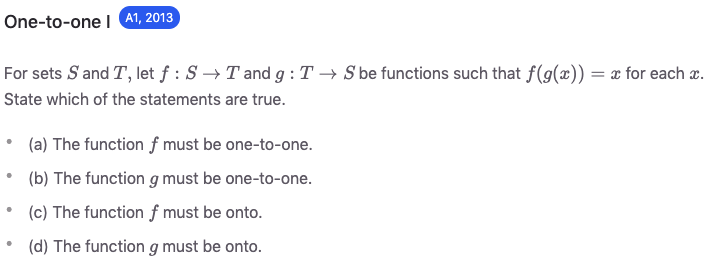 One-to-one I A1, 2013
For sets S and T, let f : S → T and g : T → S be functions such that f(g(x)) = x for each x.
State which of the statements are true.
• (a) The function f must be one-to-one.
• (b) The function g must be one-to-one.
• (c) The function f must be onto.
• (d) The function g must be onto.